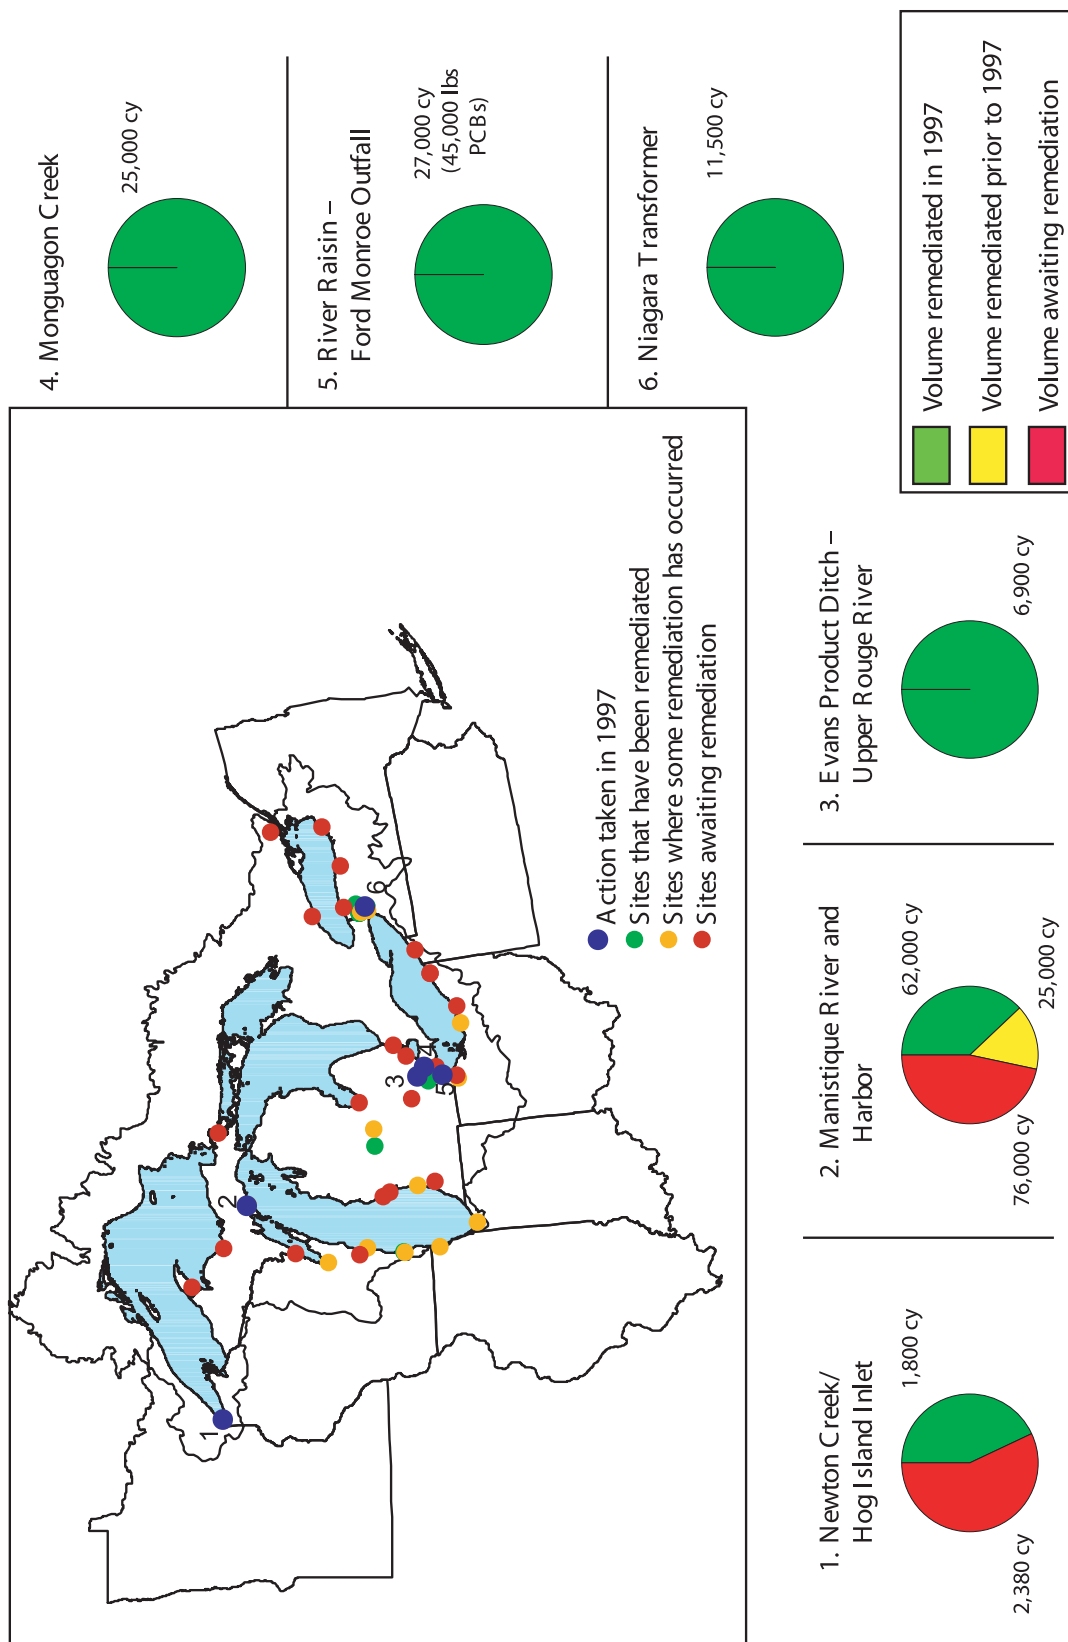 1
2
3
4
5
6
Action taken in 1997
Sites that have been remediated
Sites where some remediation has occurred
Sites awaiting remediation
4. Monguagon Creek
25,000 cy
5. River Raisin –
Ford Monroe Outfall
27,000 cy
(45,000 lbs
PCBs)
6. Niagara Transformer
11,500 cy
1. Newton Creek/
Hog Island Inlet
1,800 cy
2,380 cy
2. Manistique River and
Harbor
62,000 cy
25,000 cy
76,000 cy
3. Evans Product Ditch –
Upper Rouge River
6,900 cy
Volume remediated in 1997
Volume remediated prior to 1997
Volume awaiting remediation